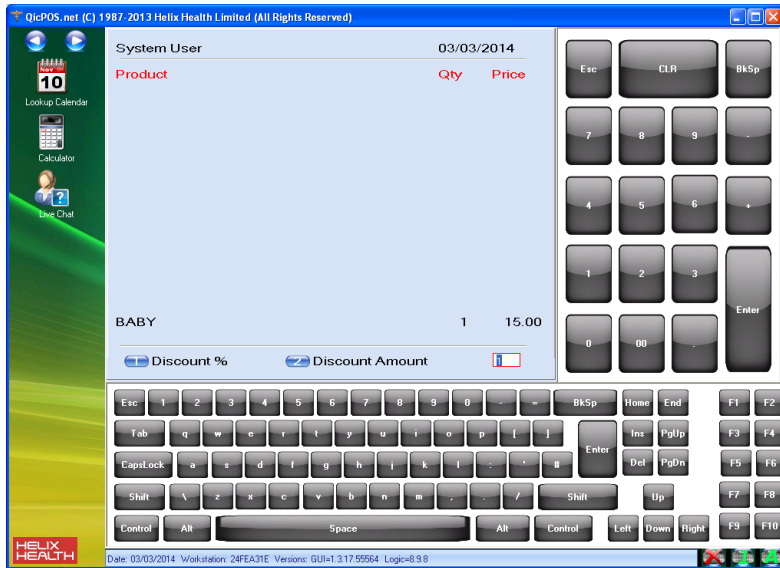 QicPOS.net (C) 1987-2013 Helix Health Limited (All Rights Reserved)
Nov
10
Lookup Calendar
Calculator
?
Live Chat
HELIX
HEALTH
System User 03/03/2014
Product Qty Price
BABY 1 15.00
1 Discount % 2 Discount Amount 1
Esc CLR BkSp
7 8 9 -
4 5 6 +
1 2 3 Enter
0 00 .
Esc 1 2 3 4 5 6 7 8 9 0 - = BkSp Home End F1 F2
Tab q w e r t y u i o p [ ] Enter Ins PgUp F3 F4
CapsLock a s d f g h j k l : ' # Del PgDn F5 F6
Shift \ z x c v b n m , . / Shift Up F7 F8
Control Alt Space Alt Control Left Down Right F9 F10
Date: 03/03/2014 Workstation: 24FEA31E Versions: GUI=1.3.17.55564 Logic=8.9.8